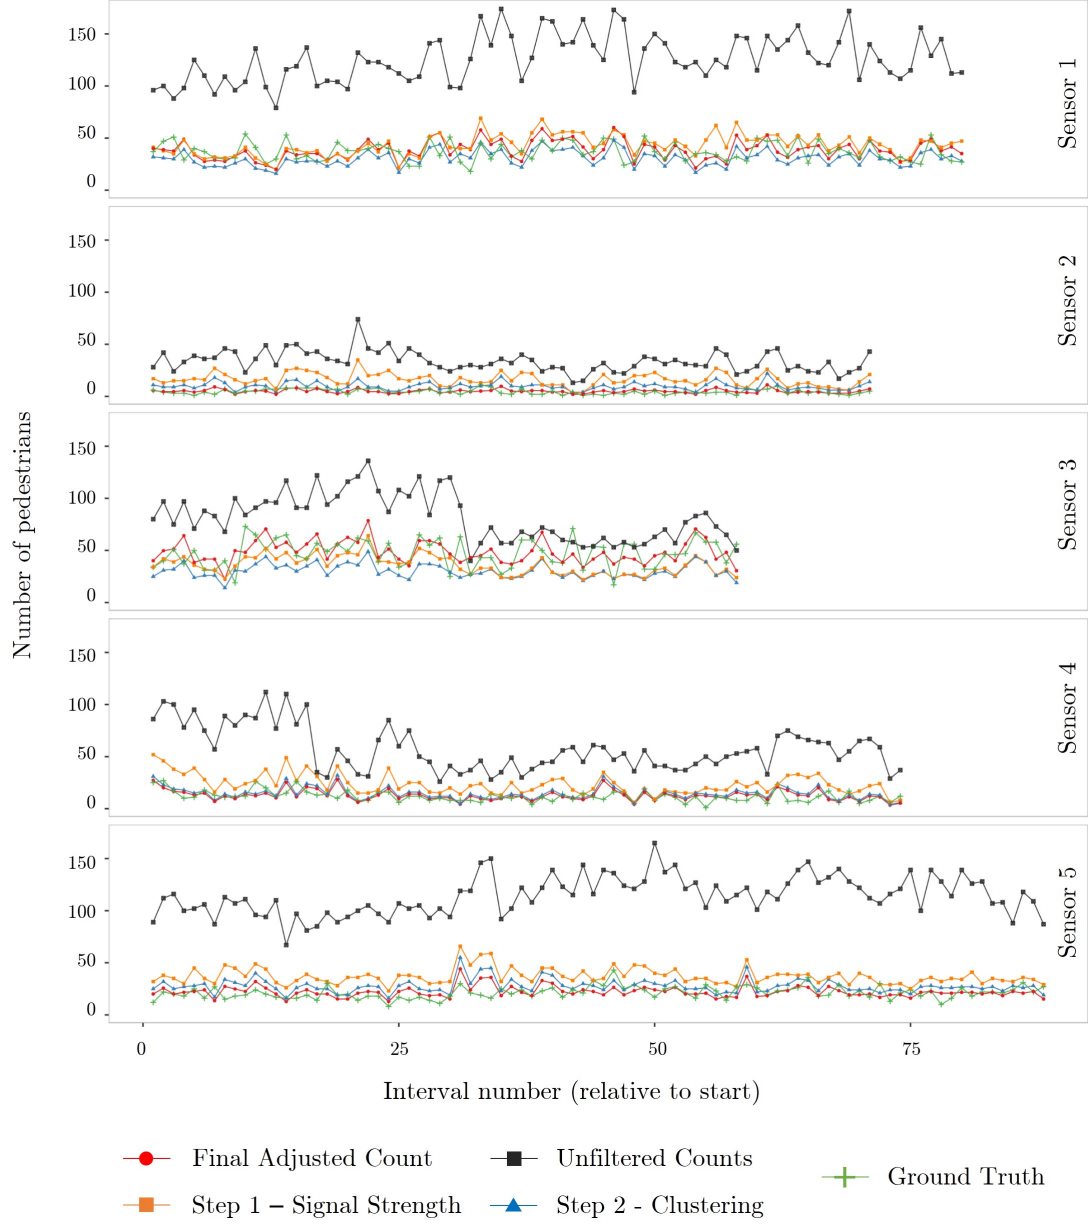 150
100
50
0
Sensor 1
150
100
50
0
Sensor 2
150
100
50
0
Sensor 3
150
100
50
0
Sensor 4
150
100
50
0
Sensor 5
Number of pedestrians
0
25
50
75
Interval number (relative to start)
Final Adjusted Count
Unfiltered Counts
Ground Truth
Step 1 – Signal Strength
Step 2 - Clustering